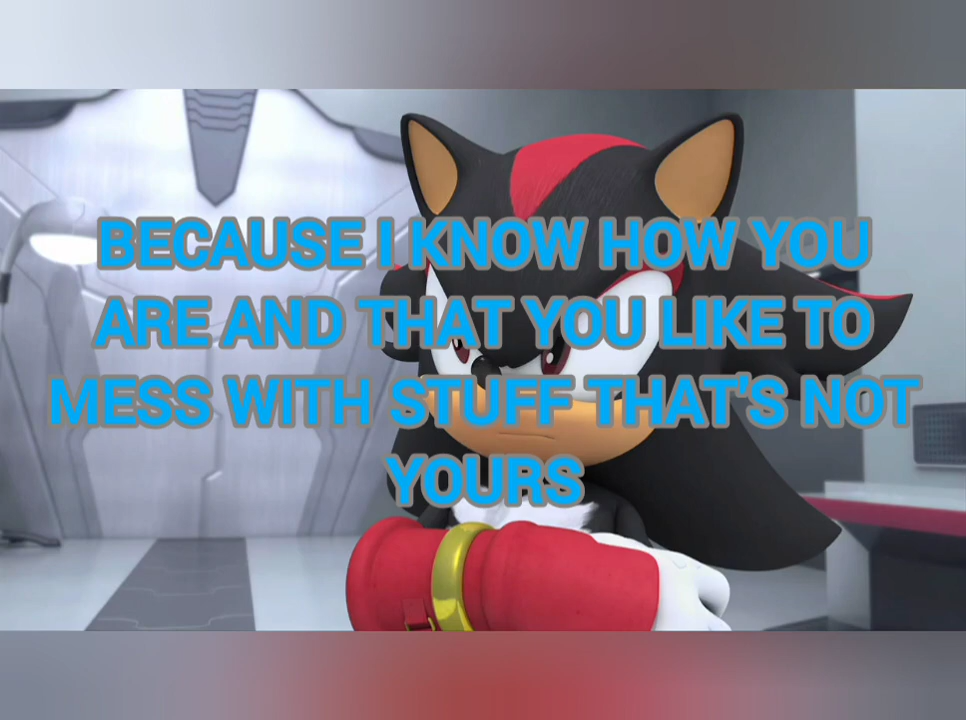 BECAUSE I KNOW HOW YOU
ARE AND THAT YOU LIKE TO
MESS WITH STUFF THAT'S NOT
YOURS